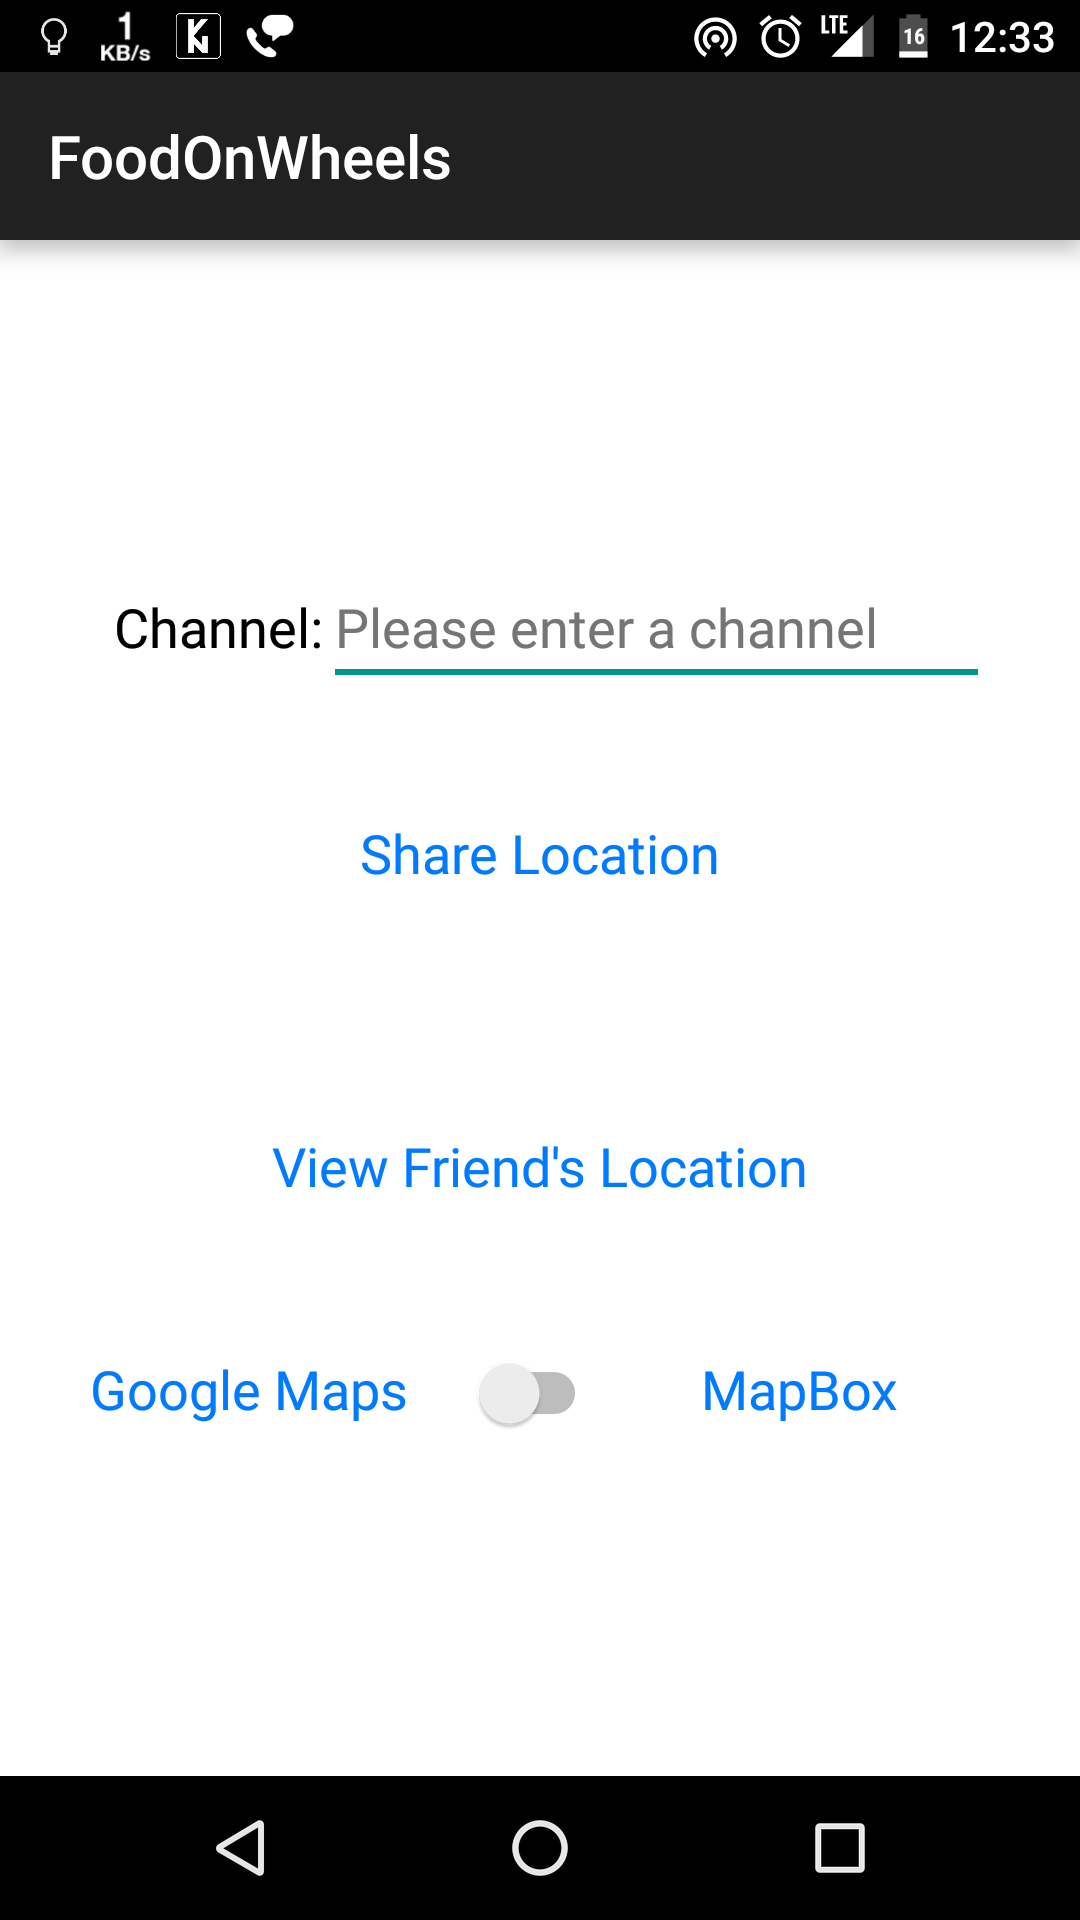 1 KB/s LTE 16 12:33
FoodOnWheels
Channel: Please enter a channel
Share Location
View Friend's Location
Google Maps MapBox